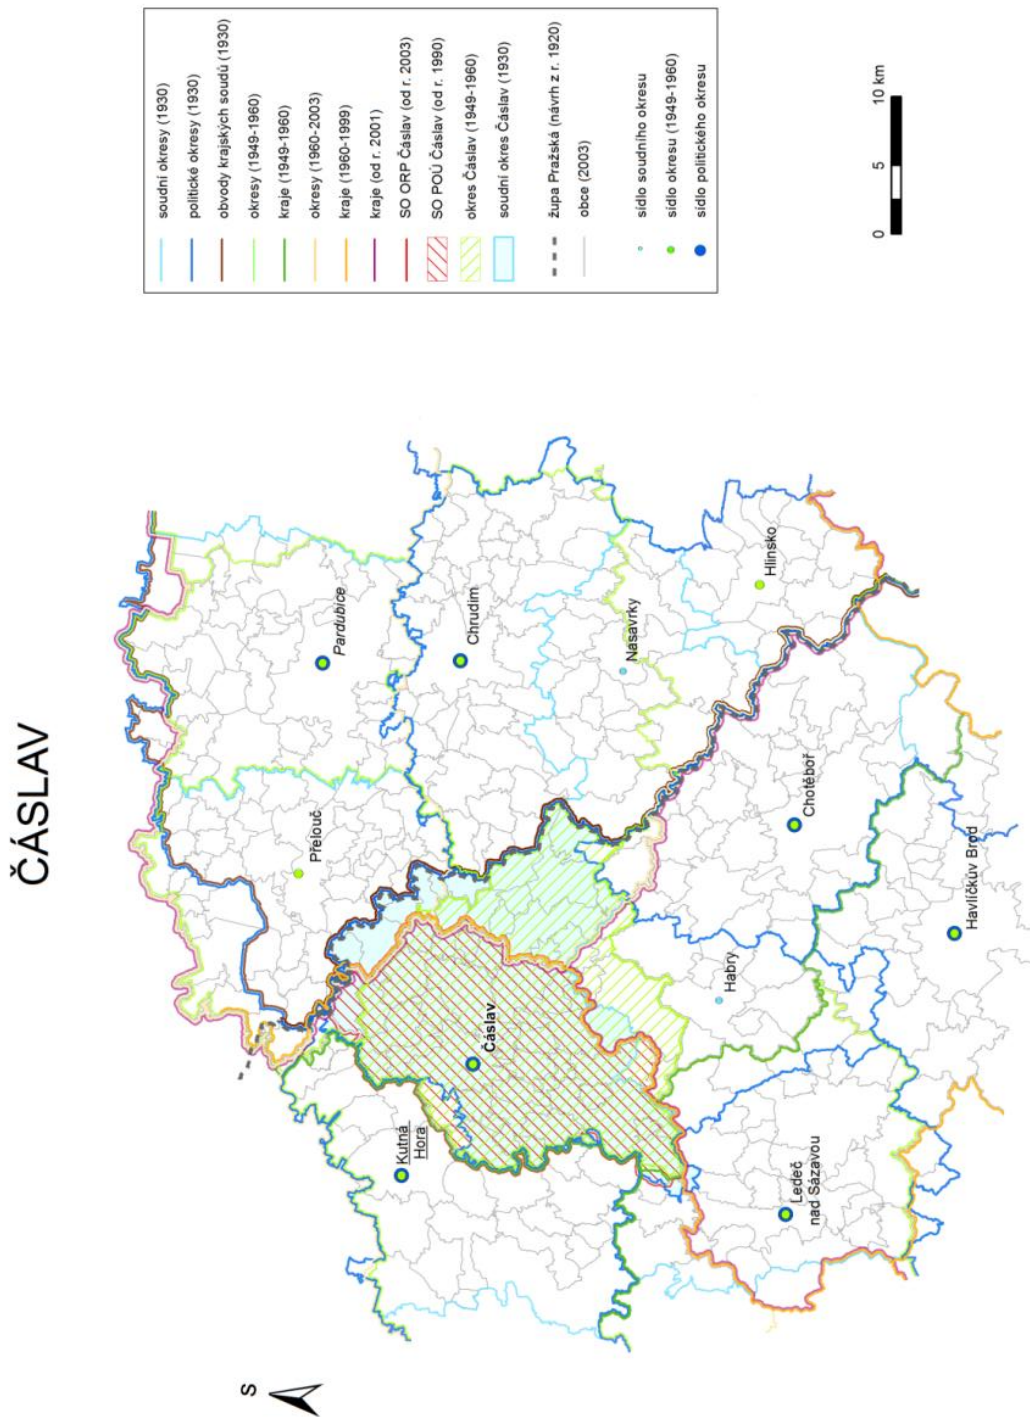 ČÁSLAV
S
Pardubice
Přelouč
Chrudim
Kutná
Hora
Čáslav
Nasavrky
Hlinsko
Habry
Chotěboř
Ledeč
nad Sázavou
Havlíčkův Brod
soudní okresy (1930)
politické okresy (1930)
obvody krajských soudů (1930)
okresy (1949-1960)
kraje (1949-1960)
okresy (1960-2003)
kraje (1960-1999)
kraje (od r. 2001)
SO ORP Čáslav (od r. 2003)
SO POÚ Čáslav (od r. 1990)
okres Čáslav (1949-1960)
soudní okres Čáslav (1930)
župa Pražská (návrh z r. 1920)
obce (2003)
sídlo soudního okresu
sídlo okresu (1949-1960)
sídlo politického okresu
0 5 10 km